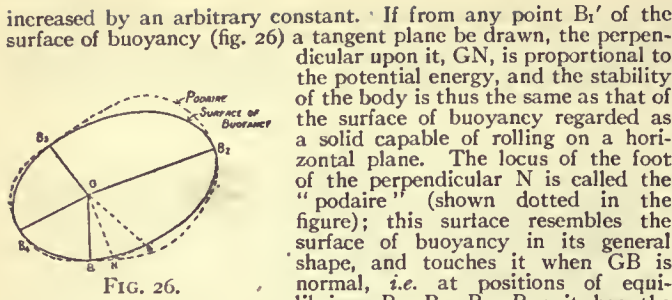 increased by an arbitrary constant. If from any point B₁′ of the
surface of buoyancy (fig. 26) a tangent plane be drawn, the perpen-
dicular upon it, GN, is proportional to
the potential energy, and the stability
of the body is thus the same as that of
the surface of buoyancy regarded as
a solid capable of rolling on a hori-
zontal plane. The locus of the foot
of the perpendicular N is called the
"podaire" (shown dotted in the
figure); this surface resembles the
surface of buoyancy in its general
shape, and touches it when GB is
normal, i.e. at positions of equi-
PODAIRE
SURFACE OF
BUOYANCY
B₃
B₂
G
B₄
B
N
FIG. 26.